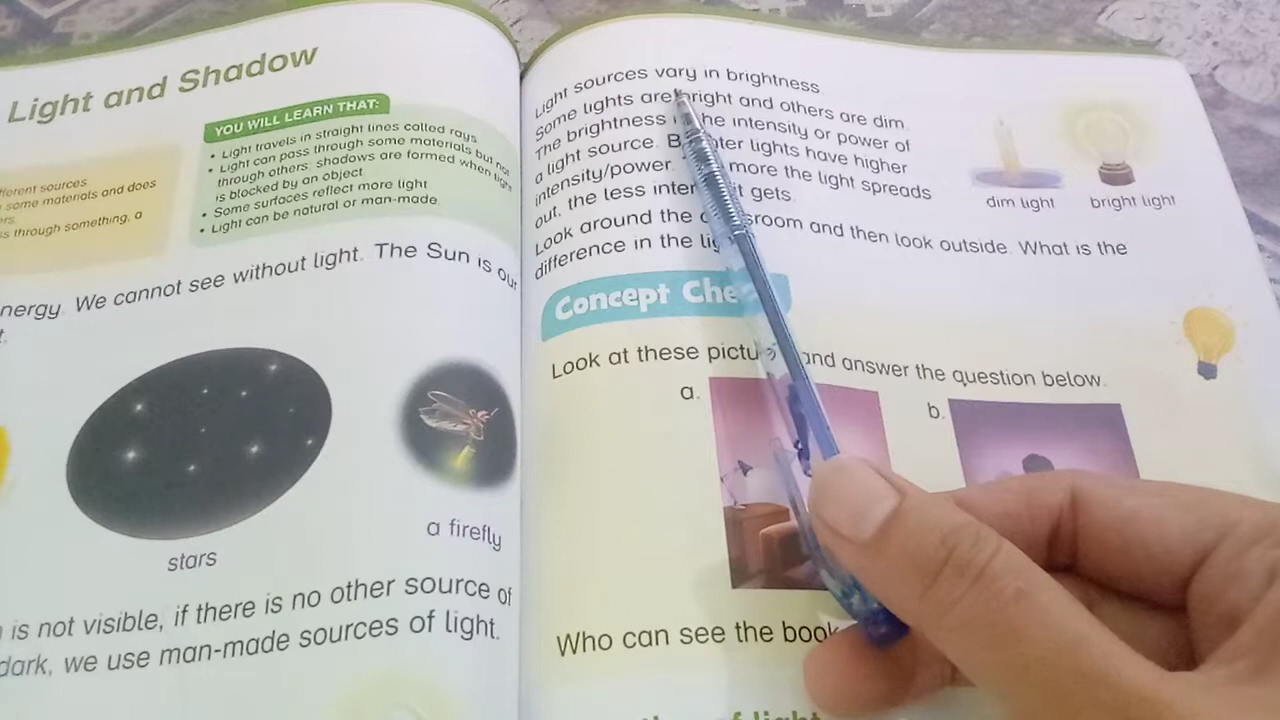 Light and Shadow
YOU WILL LEARN THAT:
• Light travels in straight lines called rays
• Light can pass through some materials but not
through others; shadows are formed when light
is blocked by an object.
• Some surfaces reflect more light
• Light can be natural or man-made.
fferent sources
some materials and does
rs.
s through something, a
nergy. We cannot see without light. The Sun is our
t.
stars
a firefly
is not visible, if there is no other source of
dark, we use man-made sources of light.
Light sources vary in brightness.
Some lights are bright and others are dim.
The brightness he intensity or power of
a light source. B ter lights have higher
intensity/power. more the light spreads
out, the less inten it gets.
Look around the c sroom and then look outside. What is the
difference in the lig
dim light
bright light
Concept Che
Look at these pictu and answer the question below.
a.
b.
Who can see the book
of light